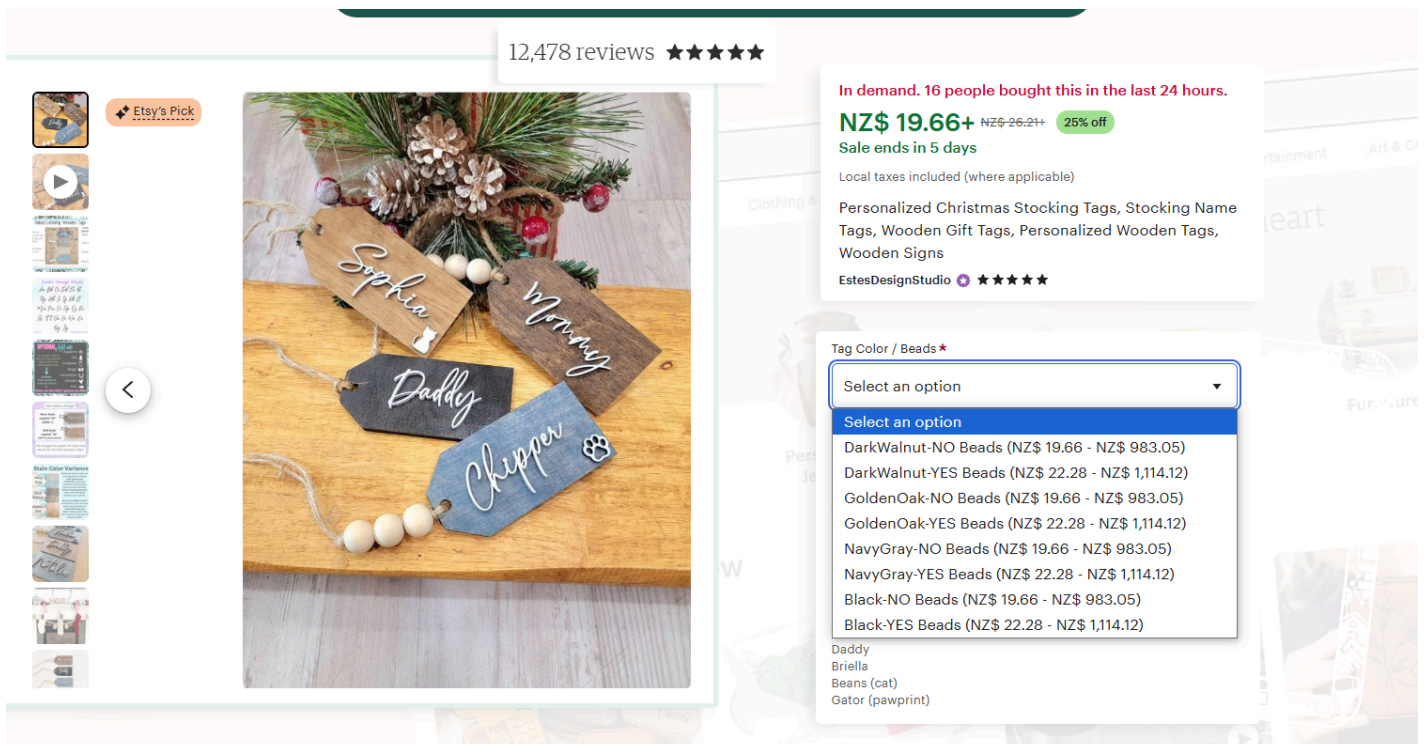 12,478 reviews ★★★★★
Etsy's Pick
Sophia
Mommy
Daddy
Chipper
Stain Color Variance
In demand. 16 people bought this in the last 24 hours.
NZ$ 19.66+ NZ$ 26.21+ 25% off
Sale ends in 5 days
Local taxes included (where applicable)
Personalized Christmas Stocking Tags, Stocking Name
Tags, Wooden Gift Tags, Personalized Wooden Tags,
Wooden Signs
EstesDesignStudio ★★★★★
Tag Color / Beads *
Select an option
Select an option
DarkWalnut-NO Beads (NZ$ 19.66 - NZ$ 983.05)
DarkWalnut-YES Beads (NZ$ 22.28 - NZ$ 1,114.12)
GoldenOak-NO Beads (NZ$ 19.66 - NZ$ 983.05)
GoldenOak-YES Beads (NZ$ 22.28 - NZ$ 1,114.12)
NavyGray-NO Beads (NZ$ 19.66 - NZ$ 983.05)
NavyGray-YES Beads (NZ$ 22.28 - NZ$ 1,114.12)
Black-NO Beads (NZ$ 19.66 - NZ$ 983.05)
Black-YES Beads (NZ$ 22.28 - NZ$ 1,114.12)
Daddy
Briella
Beans (cat)
Gator (pawprint)
Clothing &
Art & C